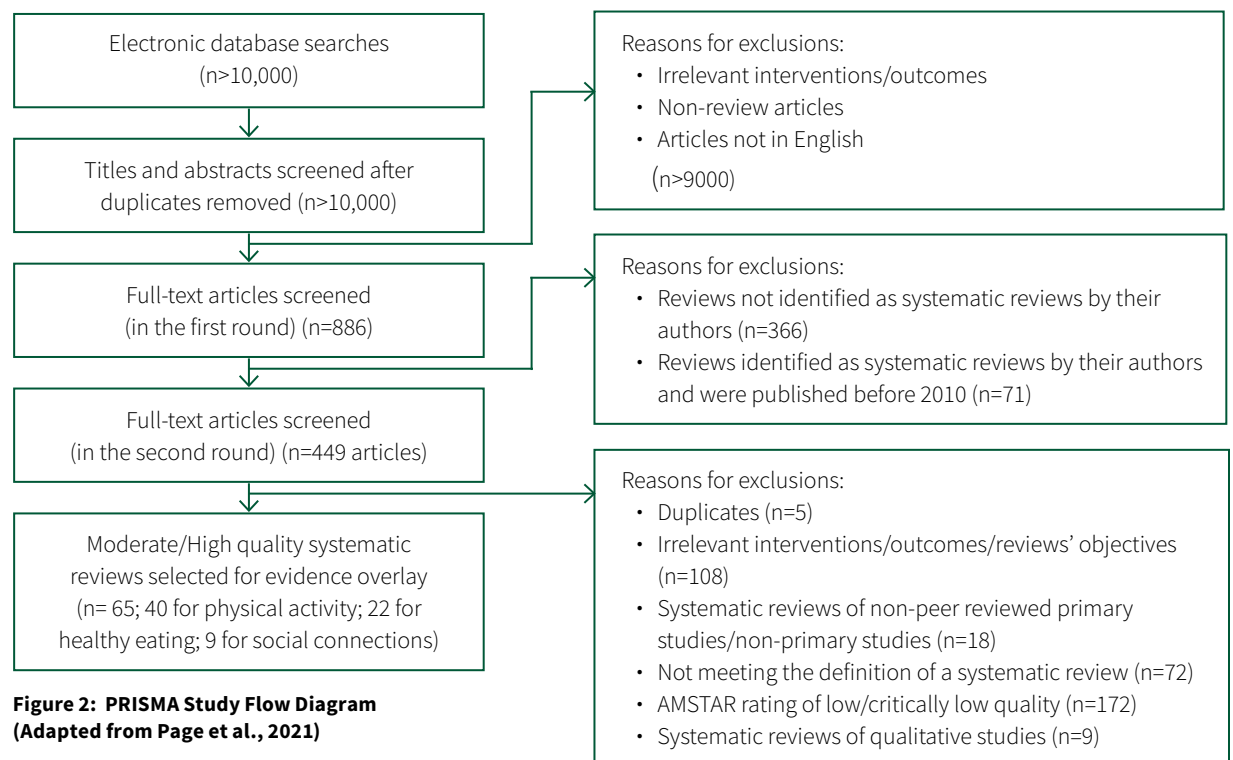 Electronic database searches
(n>10,000)
Titles and abstracts screened after
duplicates removed (n>10,000)
Full-text articles screened
(in the first round) (n=886)
Full-text articles screened
(in the second round) (n=449 articles)
Moderate/High quality systematic
reviews selected for evidence overlay
(n= 65; 40 for physical activity; 22 for
healthy eating; 9 for social connections)
Reasons for exclusions:
• Irrelevant interventions/outcomes
• Non-review articles
• Articles not in English
(n>9000)
Reasons for exclusions:
• Reviews not identified as systematic reviews by their
authors (n=366)
• Reviews identified as systematic reviews by their authors
and were published before 2010 (n=71)
Reasons for exclusions:
• Duplicates (n=5)
• Irrelevant interventions/outcomes/reviews’ objectives
(n=108)
• Systematic reviews of non-peer reviewed primary
studies/non-primary studies (n=18)
• Not meeting the definition of a systematic review (n=72)
• AMSTAR rating of low/critically low quality (n=172)
• Systematic reviews of qualitative studies (n=9)
Figure 2: PRISMA Study Flow Diagram
(Adapted from Page et al., 2021)